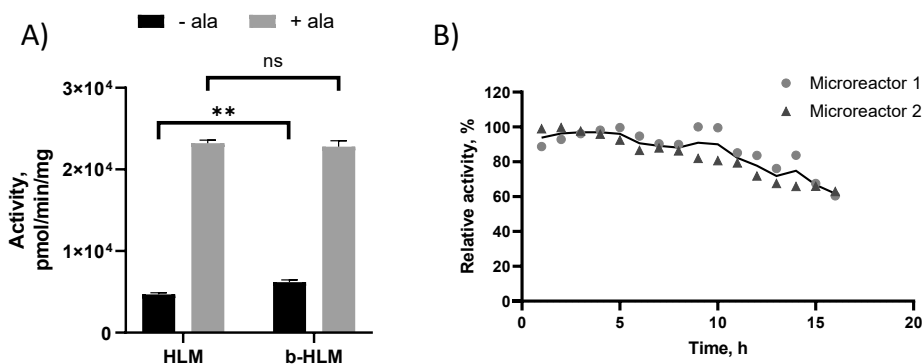 - ala
+ ala
A)
ns
**
3×10⁴
2×10⁴
1×10⁴
0
Activity,
pmol/min/mg
HLM
b-HLM
B)
Microreactor 1
Microreactor 2
120
100
80
60
40
20
0
Relative activity, %
0
5
10
15
20
Time, h